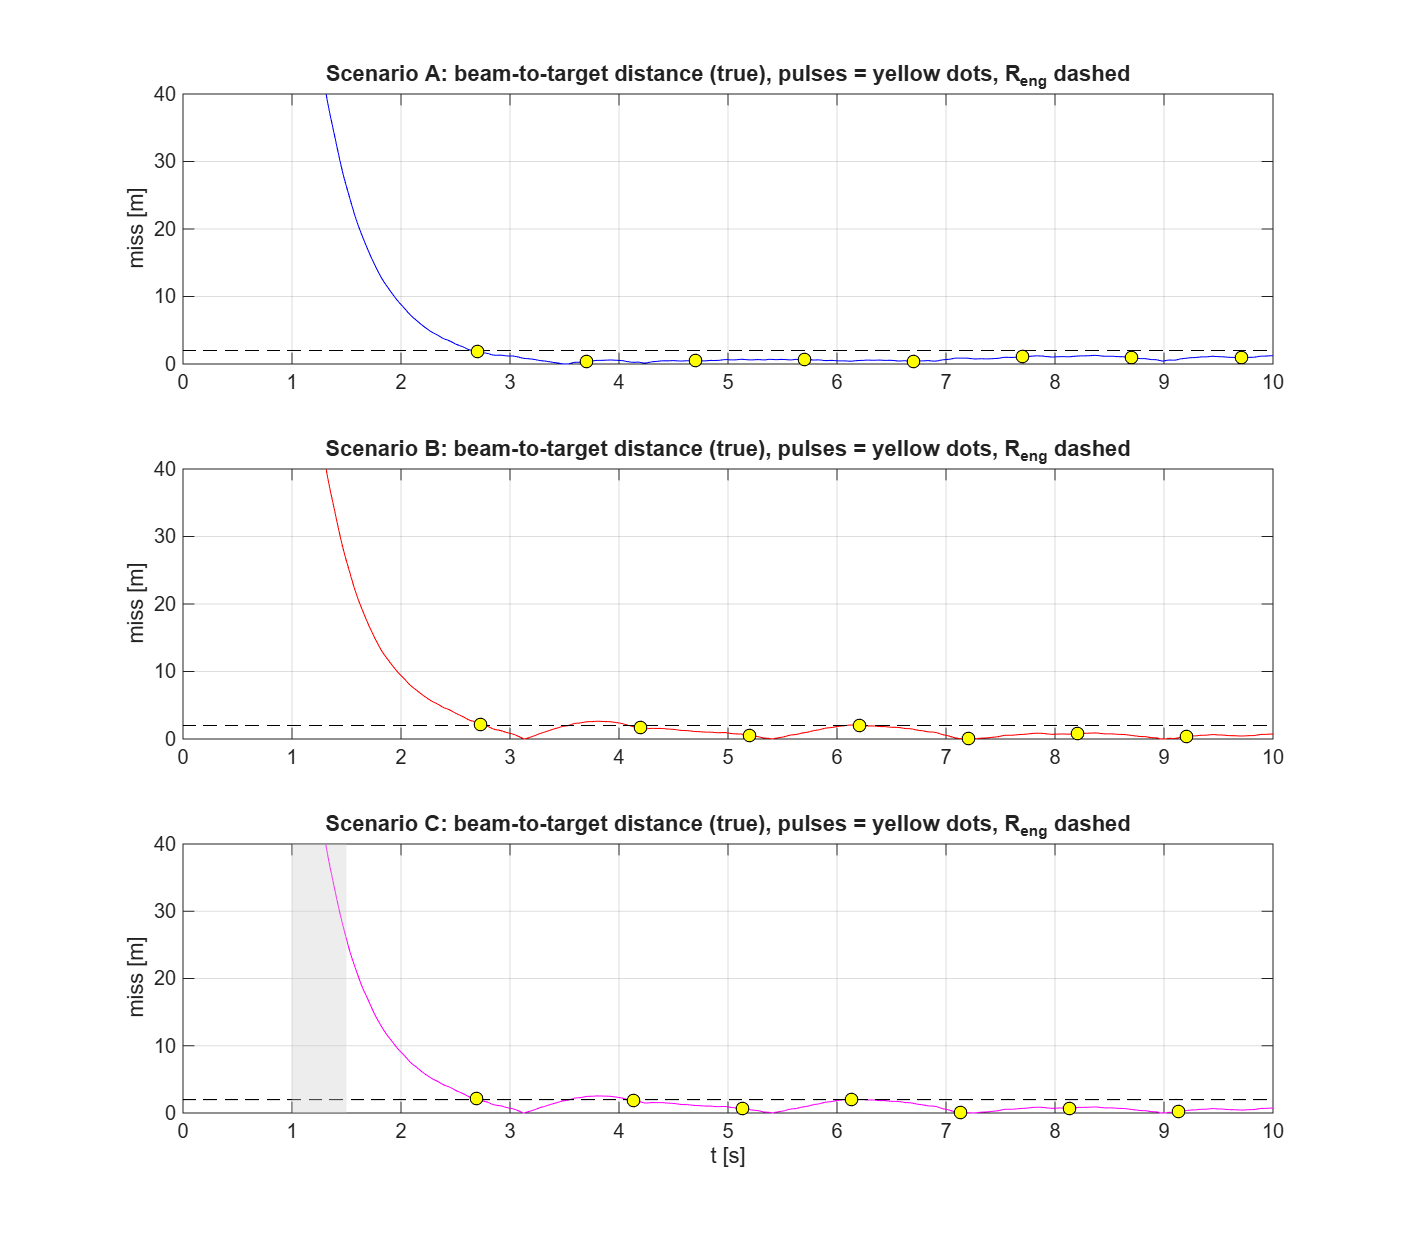 Scenario A: beam-to-target distance (true), pulses = yellow dots, R_eng dashed
miss [m]
40
30
20
10
0
0 1 2 3 4 5 6 7 8 9 10
Scenario B: beam-to-target distance (true), pulses = yellow dots, R_eng dashed
miss [m]
40
30
20
10
0
0 1 2 3 4 5 6 7 8 9 10
Scenario C: beam-to-target distance (true), pulses = yellow dots, R_eng dashed
miss [m]
40
30
20
10
0
0 1 2 3 4 5 6 7 8 9 10
t [s]